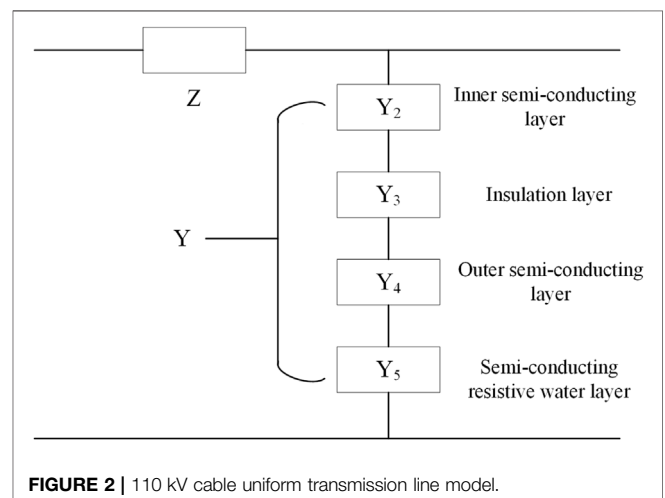 Z
Y
Y2
Inner semi-conducting
layer
Y3
Insulation layer
Y4
Outer semi-conducting
layer
Y5
Semi-conducting
resistive water layer
FIGURE 2 | 110 kV cable uniform transmission line model.